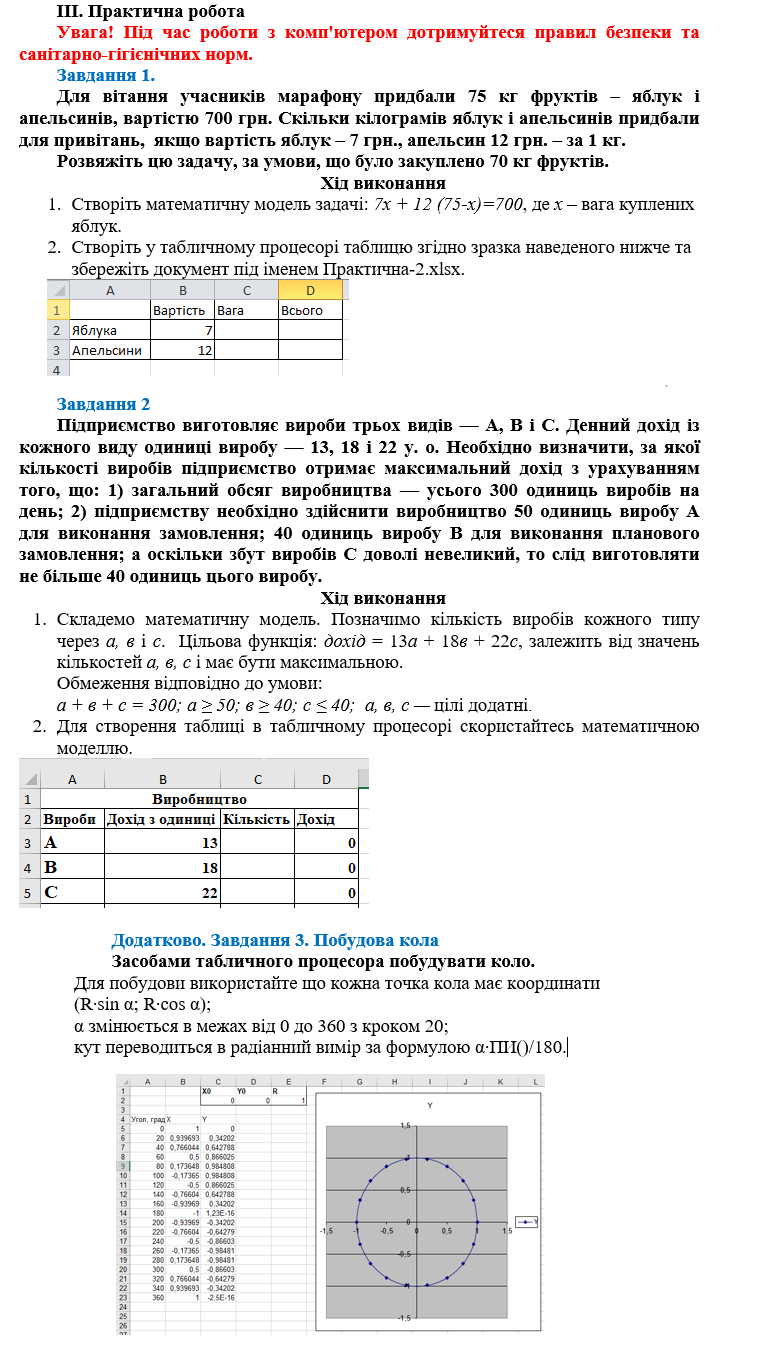 ІІІ. Практична робота
Увага! Під час роботи з комп'ютером дотримуйтеся правил безпеки та
санітарно-гігієнічних норм.
Завдання 1.
Для вітання учасників марафону придбали 75 кг фруктів – яблук і
апельсинів, вартістю 700 грн. Скільки кілограмів яблук і апельсинів придбали
для привітань, якщо вартість яблук – 7 грн., апельсин 12 грн. – за 1 кг.
Розвяжіть цю задачу, за умови, що було закуплено 70 кг фруктів.
Хід виконання
1. Створіть математичну модель задачі: 7х + 12 (75-х)=700, де х – вага куплених
яблук.
2. Створіть у табличному процесорі таблицю згідно зразка наведеного нижче та
збережіть документ під іменем Практична-2.xlsx.
A B C D
1 Вартість Вага Всього
2 Яблука 7
3 Апельсини 12
4
Завдання 2
Підприємство виготовляє вироби трьох видів — А, В і С. Денний дохід із
кожного виду одиниці виробу — 13, 18 і 22 у. о. Необхідно визначити, за якої
кількості виробів підприємство отримає максимальний дохід з урахуванням
того, що: 1) загальний обсяг виробництва — усього 300 одиниць виробів на
день; 2) підприємству необхідно здійснити виробництво 50 одиниць виробу А
для виконання замовлення; 40 одиниць виробу В для виконання планового
замовлення; а оскільки збут виробів С доволі невеликий, то слід виготовляти
не більше 40 одиниць цього виробу.
Хід виконання
1. Складемо математичну модель. Позначимо кількість виробів кожного типу
через а, в і с. Цільова функція: дохід = 13а + 18в + 22с, залежить від значень
кількостей а, в, с і має бути максимальною.
Обмеження відповідно до умови:
а + в + с = 300; а ≥ 50; в ≥ 40; с ≤ 40; а, в, с — цілі додатні.
2. Для створення таблиці в табличному процесорі скористайтесь математичною
моделлю.
A B C D
1 Виробництво
2 Вироби Дохід з одиниці Кількість Дохід
3 А 13 0
4 В 18 0
5 С 22 0
Додатково. Завдання 3. Побудова кола
Засобами табличного процесора побудувати коло.
Для побудови використайте що кожна точка кола має координати
(R·sin α; R·cos α);
α змінюється в межах від 0 до 360 з кроком 20;
кут переводиться в радіанний вимір за формулою α·ПИ()/180.
A B C D E F G H I J K L
1 X0 Y0 R
2 0 0 1
3
4 Угол, град X Y
5 0 1 0
6 20 0,939693 0,34202
7 40 0,766044 0,642788
8 60 0,5 0,866025
9 80 0,173648 0,984808
10 100 -0,17365 0,984808
11 120 -0,5 0,866025
12 140 -0,76604 0,642788
13 160 -0,93969 0,34202
14 180 -1 1,23E-16
15 200 -0,93969 -0,34202
16 220 -0,76604 -0,64279
17 240 -0,5 -0,86603
18 260 -0,17365 -0,98481
19 280 0,173648 -0,98481
20 300 0,5 -0,86603
21 320 0,766044 -0,64279
22 340 0,939693 -0,34202
23 360 1 -2,5E-16
24
25
26
27
Y
1,5
1
0,5
0
-1,5 -1 -0,5 0 0,5 1 1,5
-0,5
-1
-1,5
Y